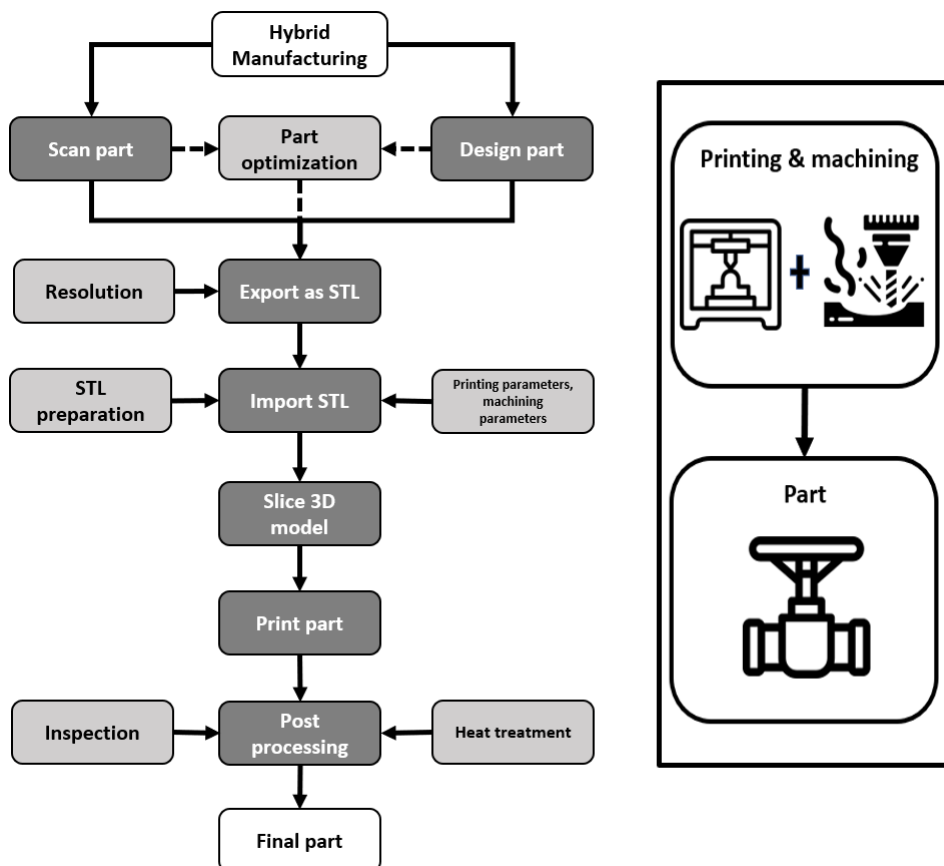 Hybrid
Manufacturing
Scan part
Part
optimization
Design part
Resolution
Export as STL
STL
preparation
Import STL
Printing parameters,
machining
parameters
Slice 3D
model
Print part
Inspection
Post
processing
Heat treatment
Final part
Printing & machining
Part